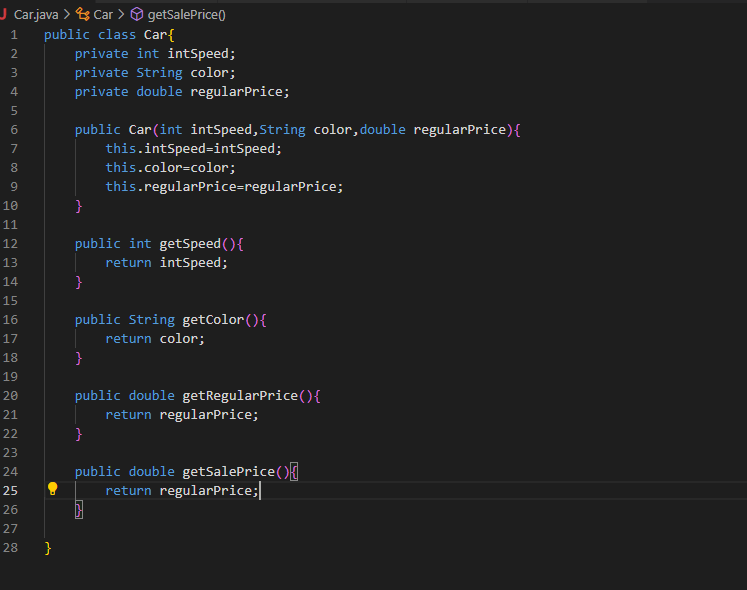 J Car.java > Car > getSalePrice()
1 public class Car{
2     private int intSpeed;
3     private String color;
4     private double regularPrice;
5
6     public Car(int intSpeed,String color,double regularPrice){
7         this.intSpeed=intSpeed;
8         this.color=color;
9         this.regularPrice=regularPrice;
10     }
11
12     public int getSpeed(){
13         return intSpeed;
14     }
15
16     public String getColor(){
17         return color;
18     }
19
20     public double getRegularPrice(){
21         return regularPrice;
22     }
23
24     public double getSalePrice(){
25         return regularPrice;
26     }
27
28 }